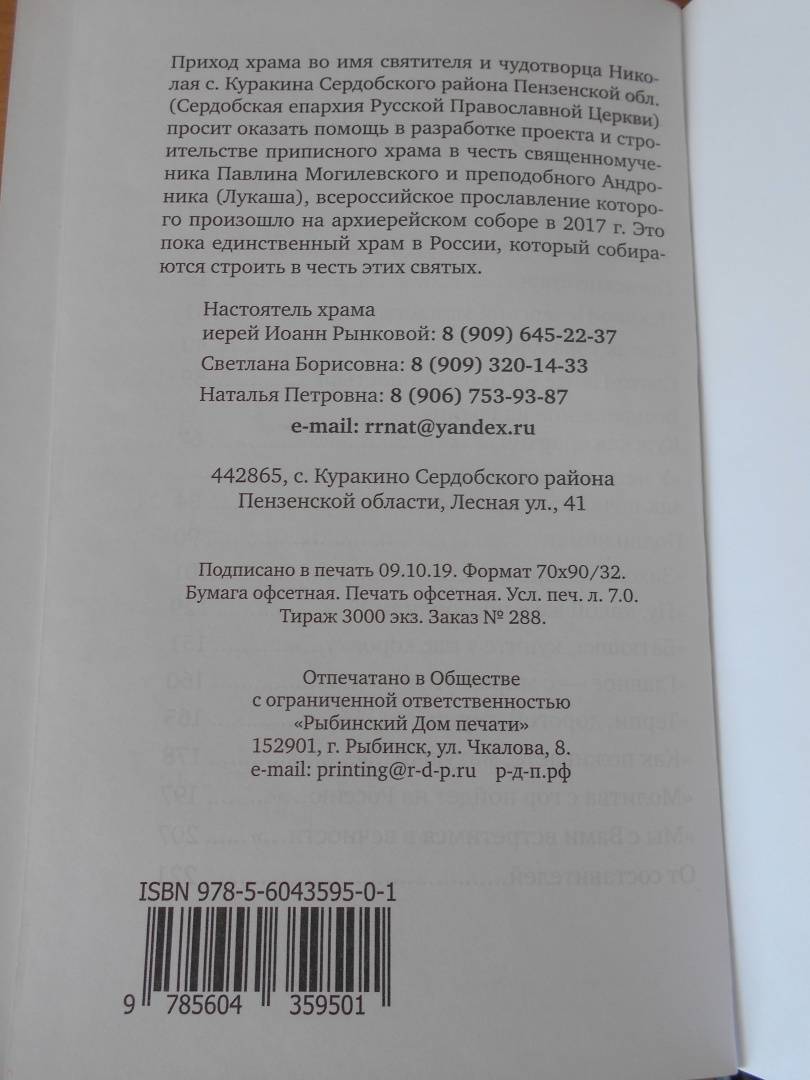 Приход храма во имя святителя и чудотворца Нико-
лая с. Куракина Сердобского района Пензенской обл.
(Сердобская епархия Русской Православной Церкви)
просит оказать помощь в разработке проекта и стро-
ительстве приписного храма в честь священномуче-
ника Павлина Могилевского и преподобного Андро-
ника (Лукаша), всероссийское прославление которо-
го произошло на архиерейском соборе в 2017 г. Это
пока единственный храм в России, который собира-
ются строить в честь этих святых.
Настоятель храма
иерей Иоанн Рынковой: 8 (909) 645-22-37
Светлана Борисовна: 8 (909) 320-14-33
Наталья Петровна: 8 (906) 753-93-87
e-mail: rrnat@yandex.ru
442865, с. Куракино Сердобского района
Пензенской области, Лесная ул., 41
Подписано в печать 09.10.19. Формат 70х90/32.
Бумага офсетная. Печать офсетная. Усл. печ. л. 7.0.
Тираж 3000 экз. Заказ № 288.
Отпечатано в Обществе
с ограниченной ответственностью
«Рыбинский Дом печати»
152901, г. Рыбинск, ул. Чкалова, 8.
e-mail: printing@r-d-p.ru р-д-п.рф
ISBN 978-5-6043595-0-1
9 785604 359501